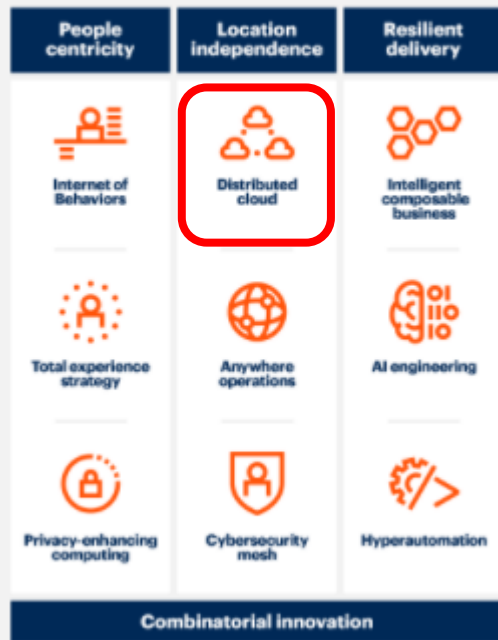 People
centricity
Location
independence
Resilient
delivery
Internet of
Behaviors
Distributed
cloud
Intelligent
composable
business
Total experience
strategy
Anywhere
operations
AI engineering
Privacy-enhancing
computing
Cybersecurity
mesh
Hyperautomation
Combinatorial innovation